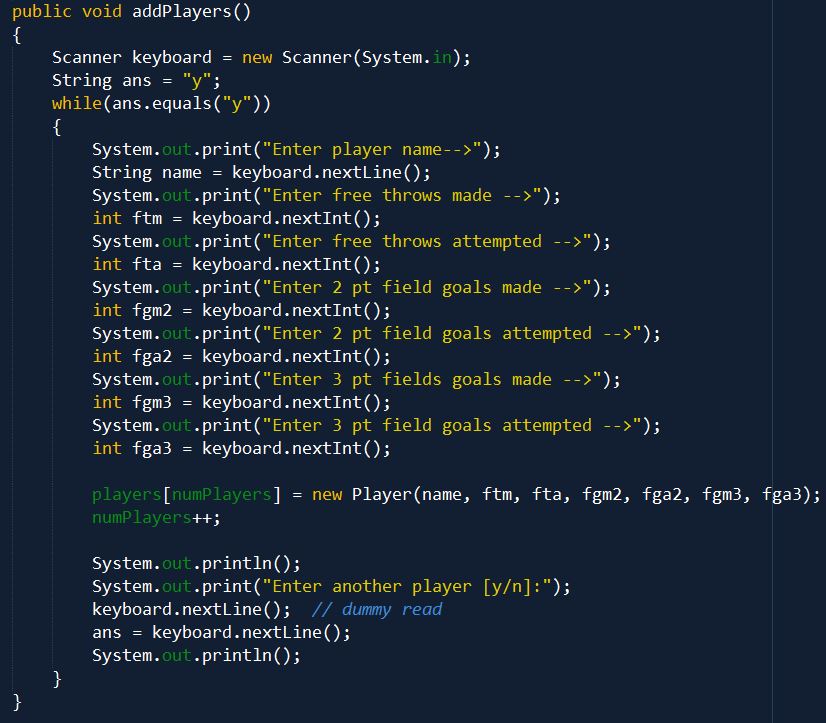 public void addPlayers()
{
    Scanner keyboard = new Scanner(System.in);
    String ans = "y";
    while(ans.equals("y"))
    {
        System.out.print("Enter player name-->");
        String name = keyboard.nextLine();
        System.out.print("Enter free throws made -->");
        int ftm = keyboard.nextInt();
        System.out.print("Enter free throws attempted -->");
        int fta = keyboard.nextInt();
        System.out.print("Enter 2 pt field goals made -->");
        int fgm2 = keyboard.nextInt();
        System.out.print("Enter 2 pt field goals attempted -->");
        int fga2 = keyboard.nextInt();
        System.out.print("Enter 3 pt fields goals made -->");
        int fgm3 = keyboard.nextInt();
        System.out.print("Enter 3 pt field goals attempted -->");
        int fga3 = keyboard.nextInt();

        players[numPlayers] = new Player(name, ftm, fta, fgm2, fga2, fgm3, fga3);
        numPlayers++;

        System.out.println();
        System.out.print("Enter another player [y/n]:");
        keyboard.nextLine();  // dummy read
        ans = keyboard.nextLine();
        System.out.println();
    }
}